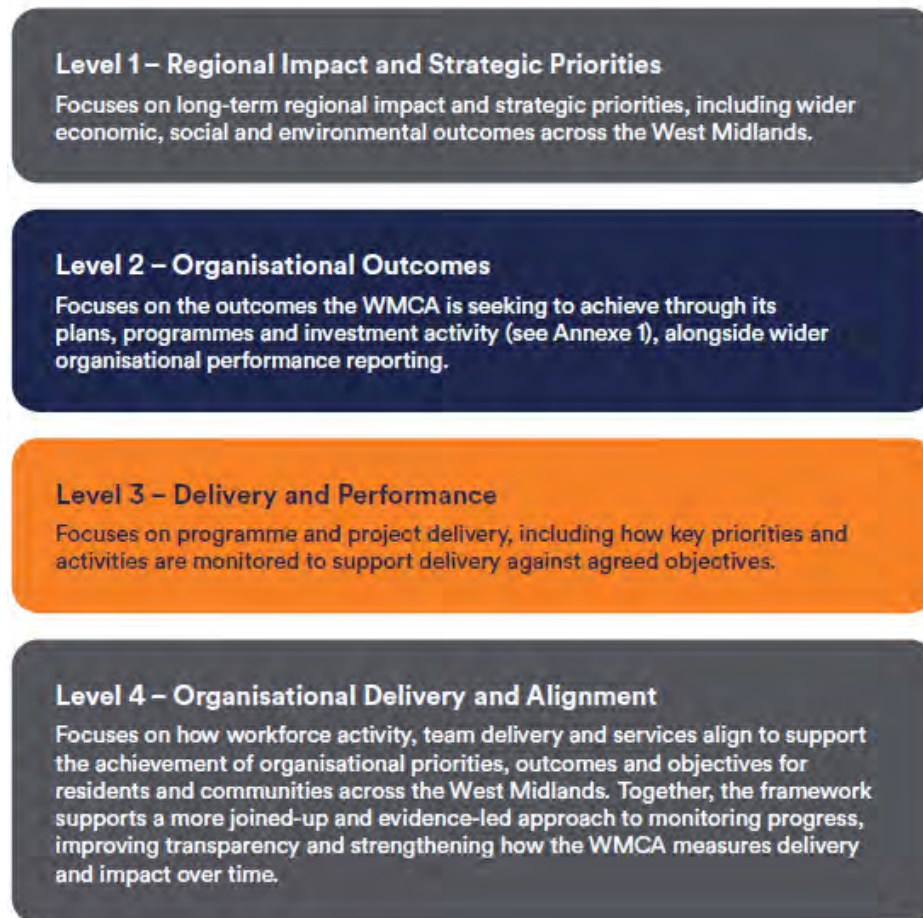 Level 1 – Regional Impact and Strategic Priorities
Focuses on long-term regional impact and strategic priorities, including wider
economic, social and environmental outcomes across the West Midlands.
Level 2 – Organisational Outcomes
Focuses on the outcomes the WMCA is seeking to achieve through its
plans, programmes and investment activity (see Annexe 1), alongside wider
organisational performance reporting.
Level 3 – Delivery and Performance
Focuses on programme and project delivery, including how key priorities and
activities are monitored to support delivery against agreed objectives.
Level 4 – Organisational Delivery and Alignment
Focuses on how workforce activity, team delivery and services align to support
the achievement of organisational priorities, outcomes and objectives for
residents and communities across the West Midlands. Together, the framework
supports a more joined-up and evidence-led approach to monitoring progress,
improving transparency and strengthening how the WMCA measures delivery
and impact over time.